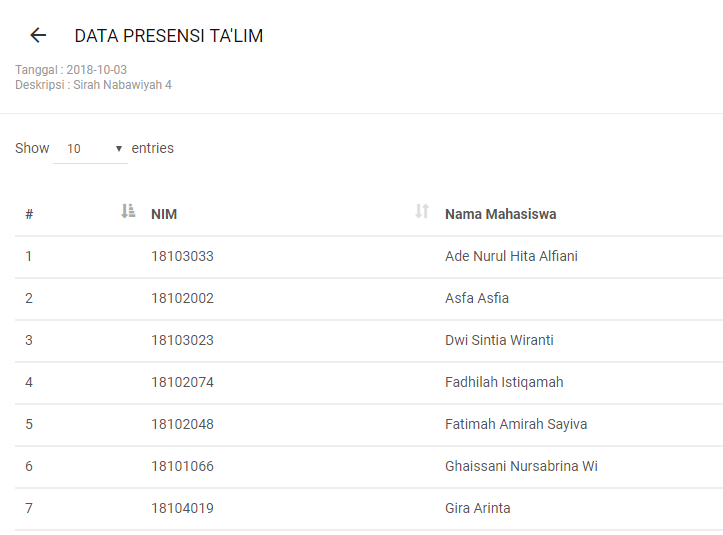 DATA PRESENSI TA'LIM
Tanggal : 2018-10-03
Deskripsi : Sirah Nabawiyah 4
Show 10 entries
# NIM Nama Mahasiswa
1 18103033 Ade Nurul Hita Alfiani
2 18102002 Asfa Asfia
3 18103023 Dwi Sintia Wiranti
4 18102074 Fadhilah Istiqamah
5 18102048 Fatimah Amirah Sayiva
6 18101066 Ghaissani Nursabrina Wi
7 18104019 Gira Arinta